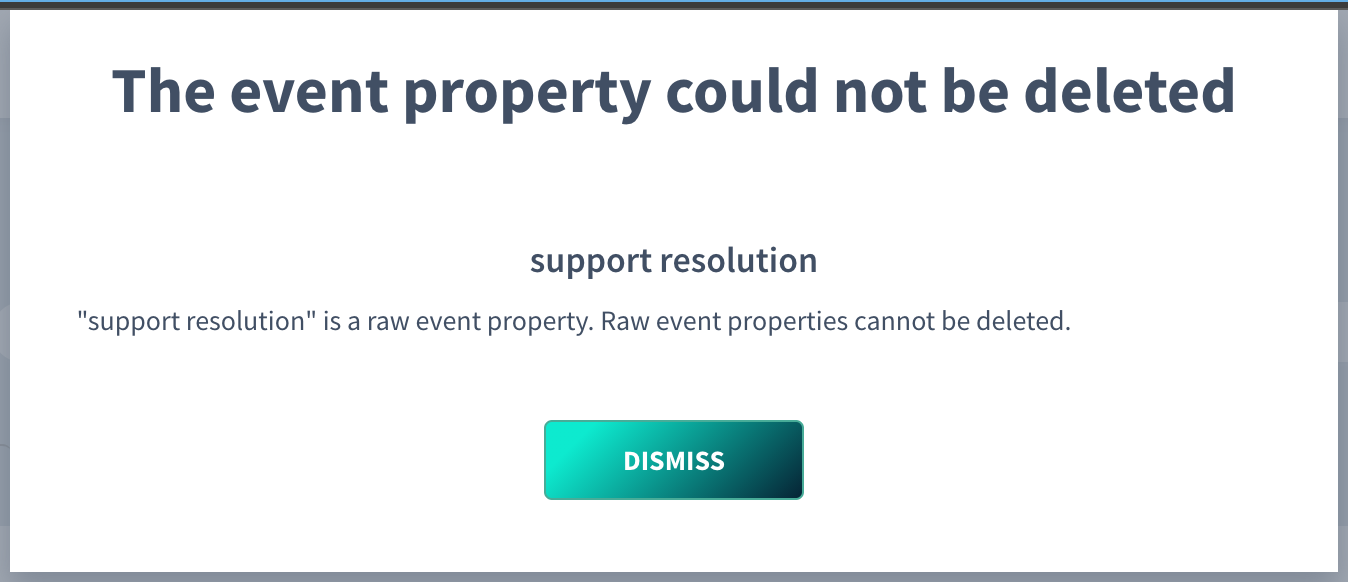 The event property could not be deleted
support resolution
"support resolution" is a raw event property. Raw event properties cannot be deleted.
DISMISS